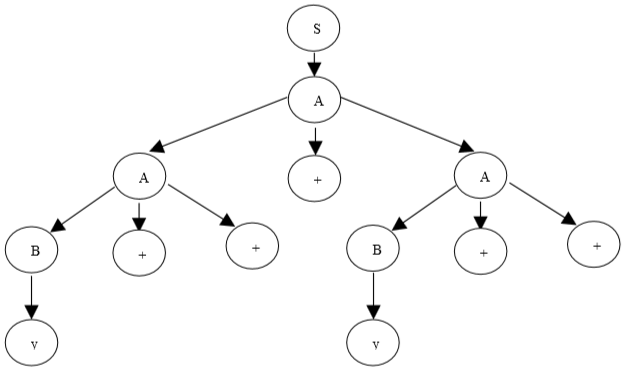 S
A
A + A
B + + B + +
v v